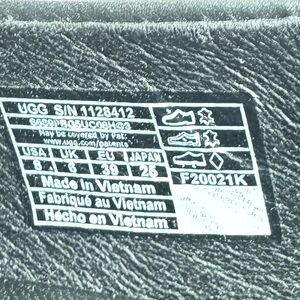 UGG S/N 1128412
May be covered by Pat:
www.ugg.com/patents
USA UK EU JAPAN
8 6 39 25
F20021K
Made in Vietnam
Fabriqué au Vietnam
Hecho en Vietnam